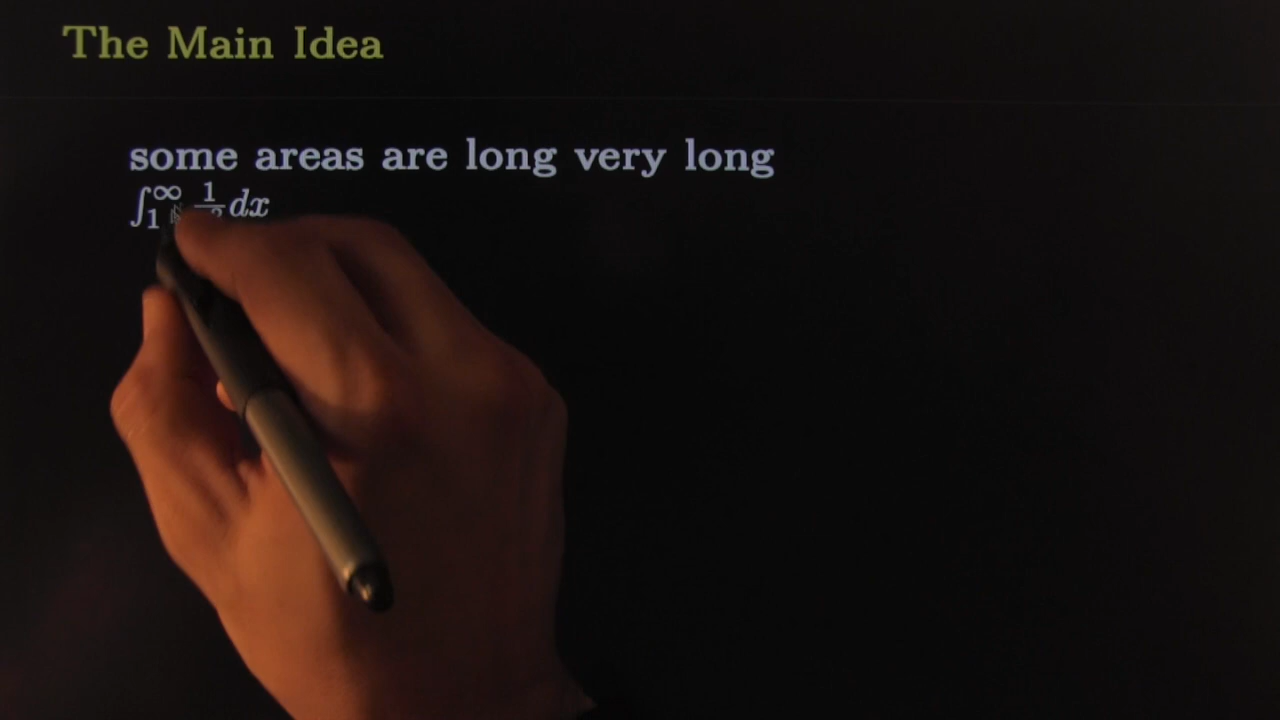 The Main Idea
some areas are long very long
∫₁^∞ 1/ dx